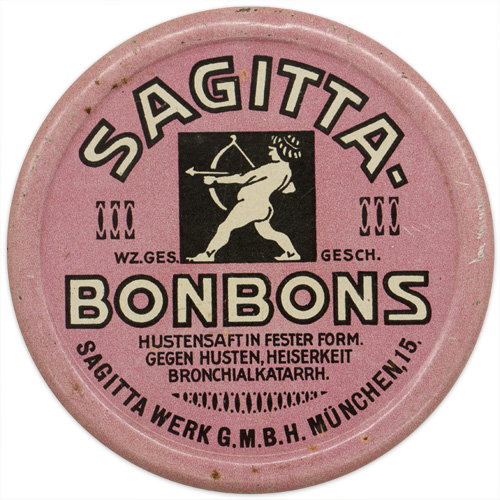 SAGITTA-
WZ.GES. GESCH.
BONBONS
HUSTENSAFT IN FESTER FORM.
GEGEN HUSTEN, HEISERKEIT
BRONCHIALKATARRH.
SAGITTA WERK G.M.B.H. MÜNCHEN, 15.